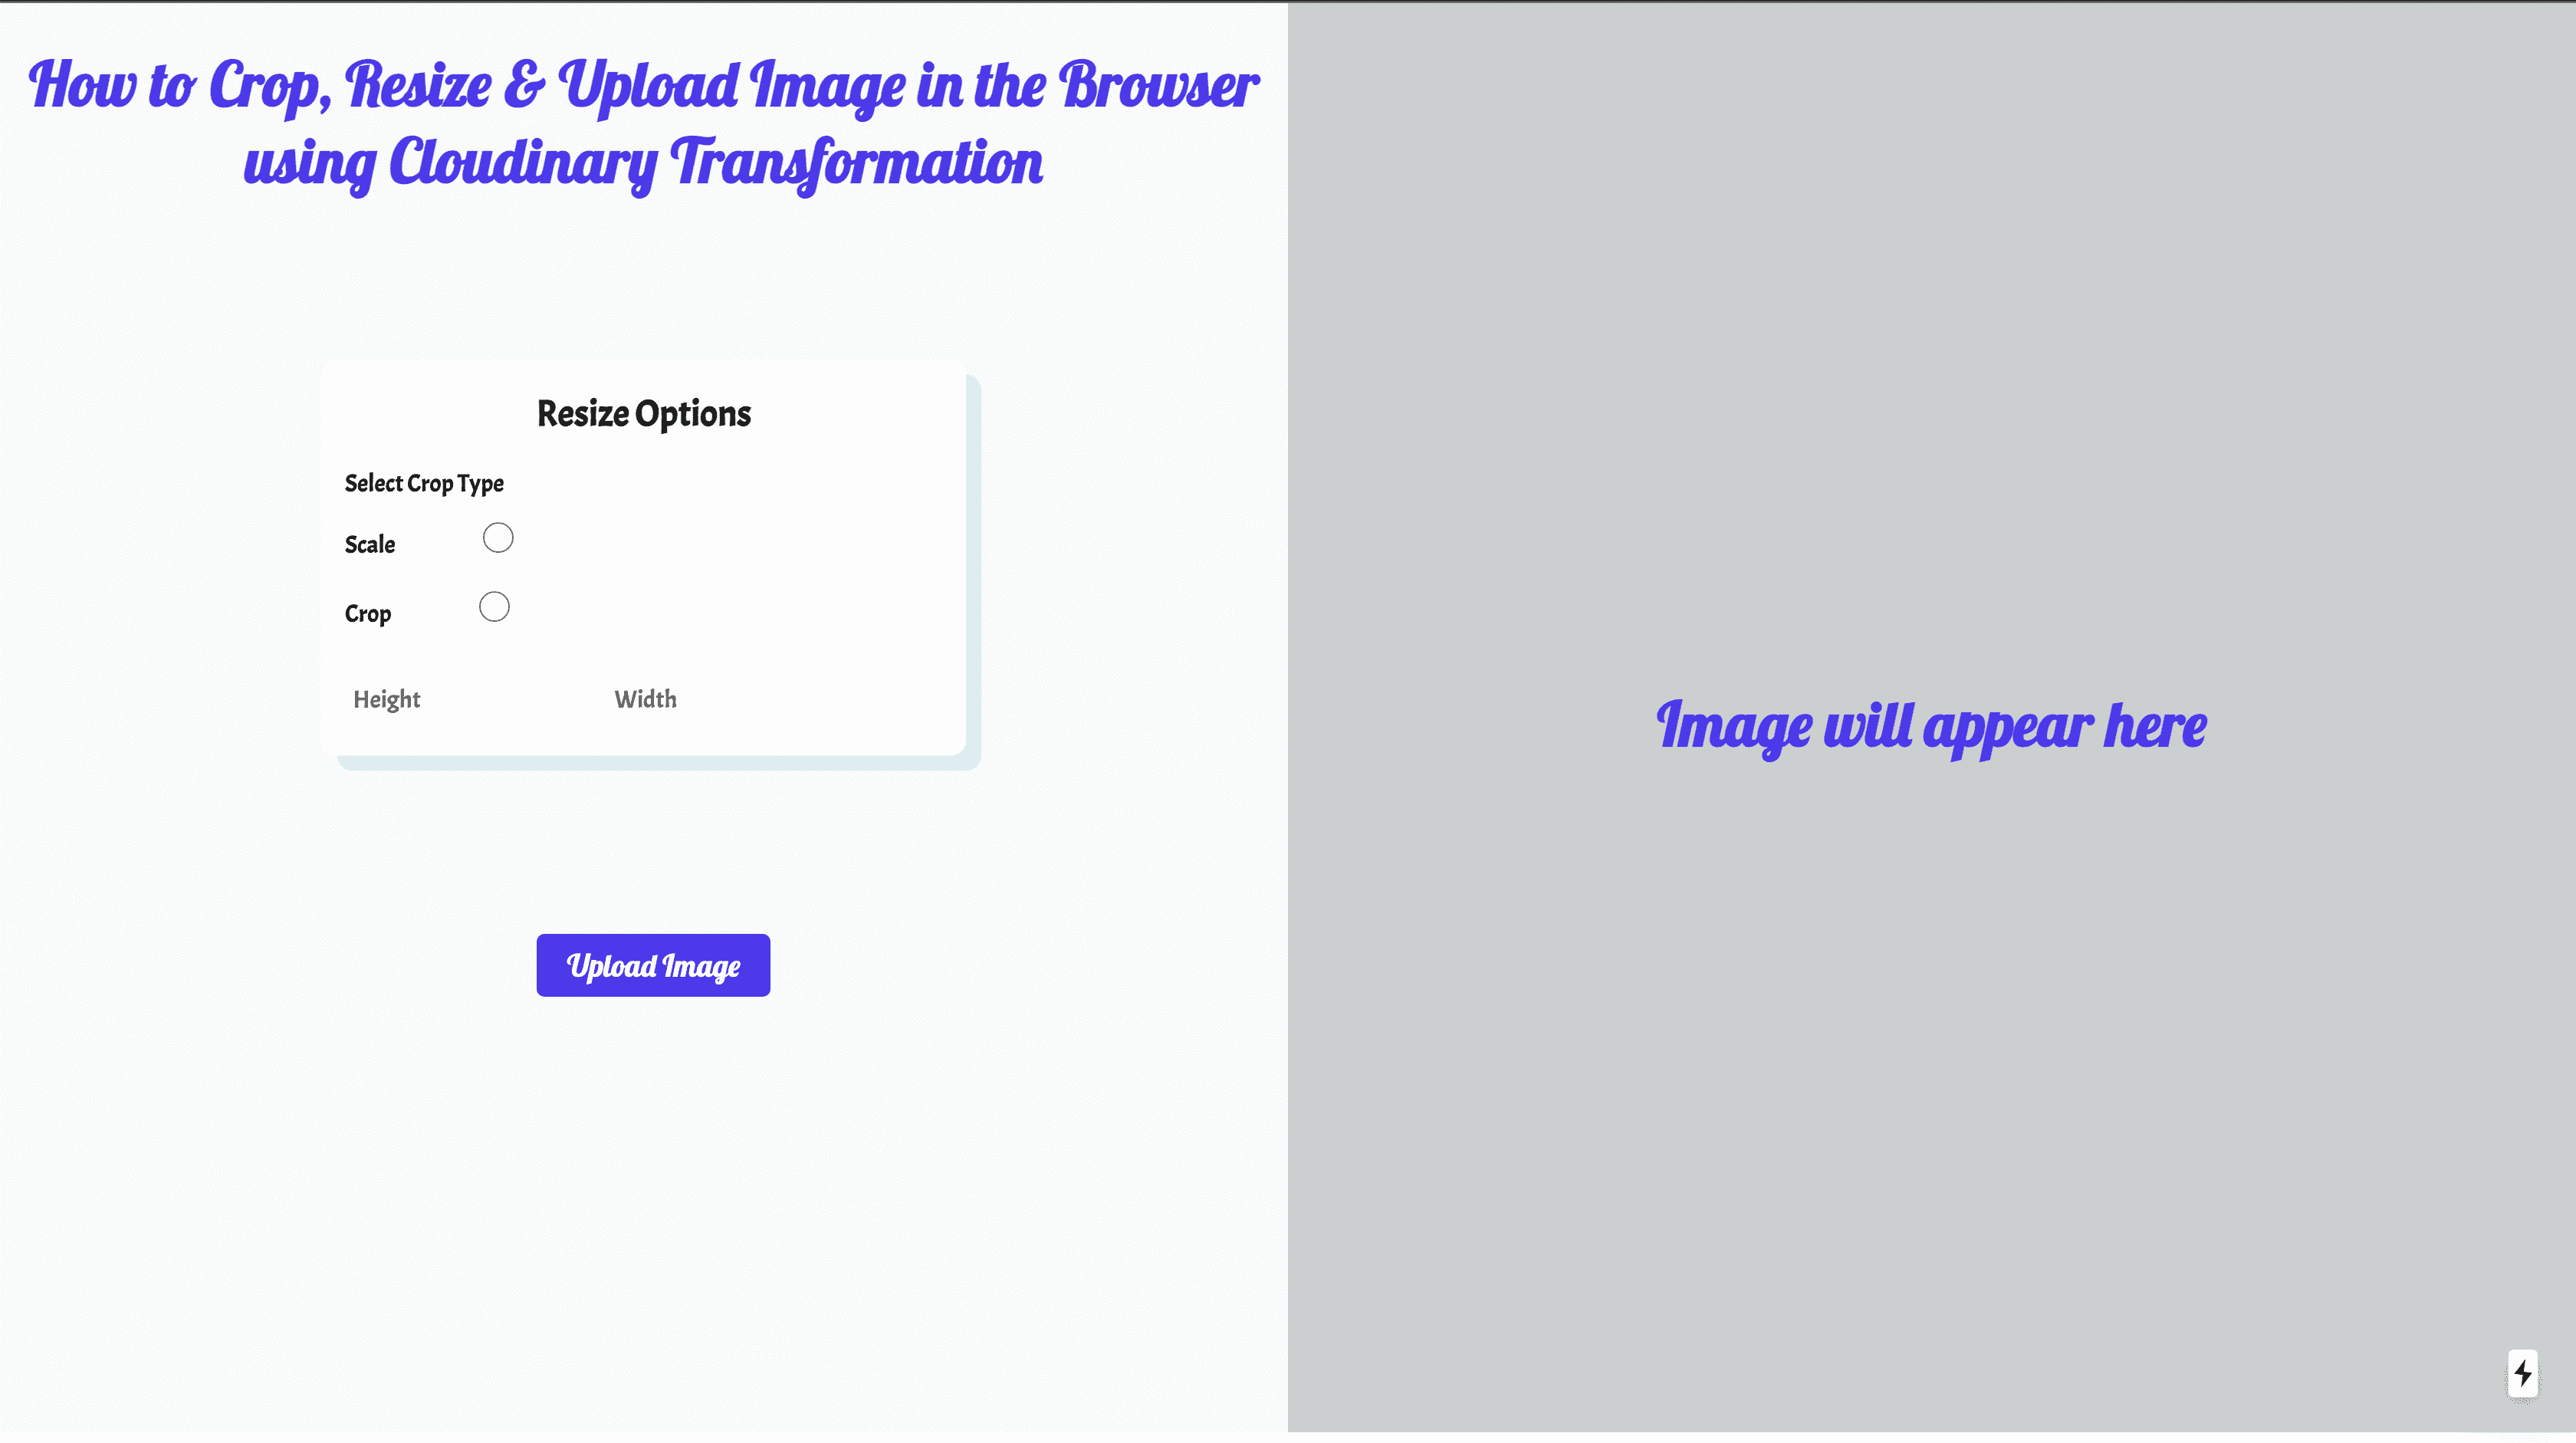 How to Crop, Resize & Upload Image in the Browser
using Cloudinary Transformation
Resize Options
Select Crop Type
Scale
Crop
Height
Width
Upload Image
Image will appear here